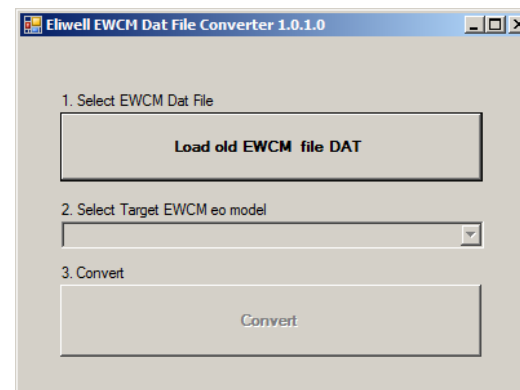 Eliwell EWCM Dat File Converter 1.0.1.0
1. Select EWCM Dat File
Load old EWCM file DAT
2. Select Target EWCM eo model
3. Convert
Convert